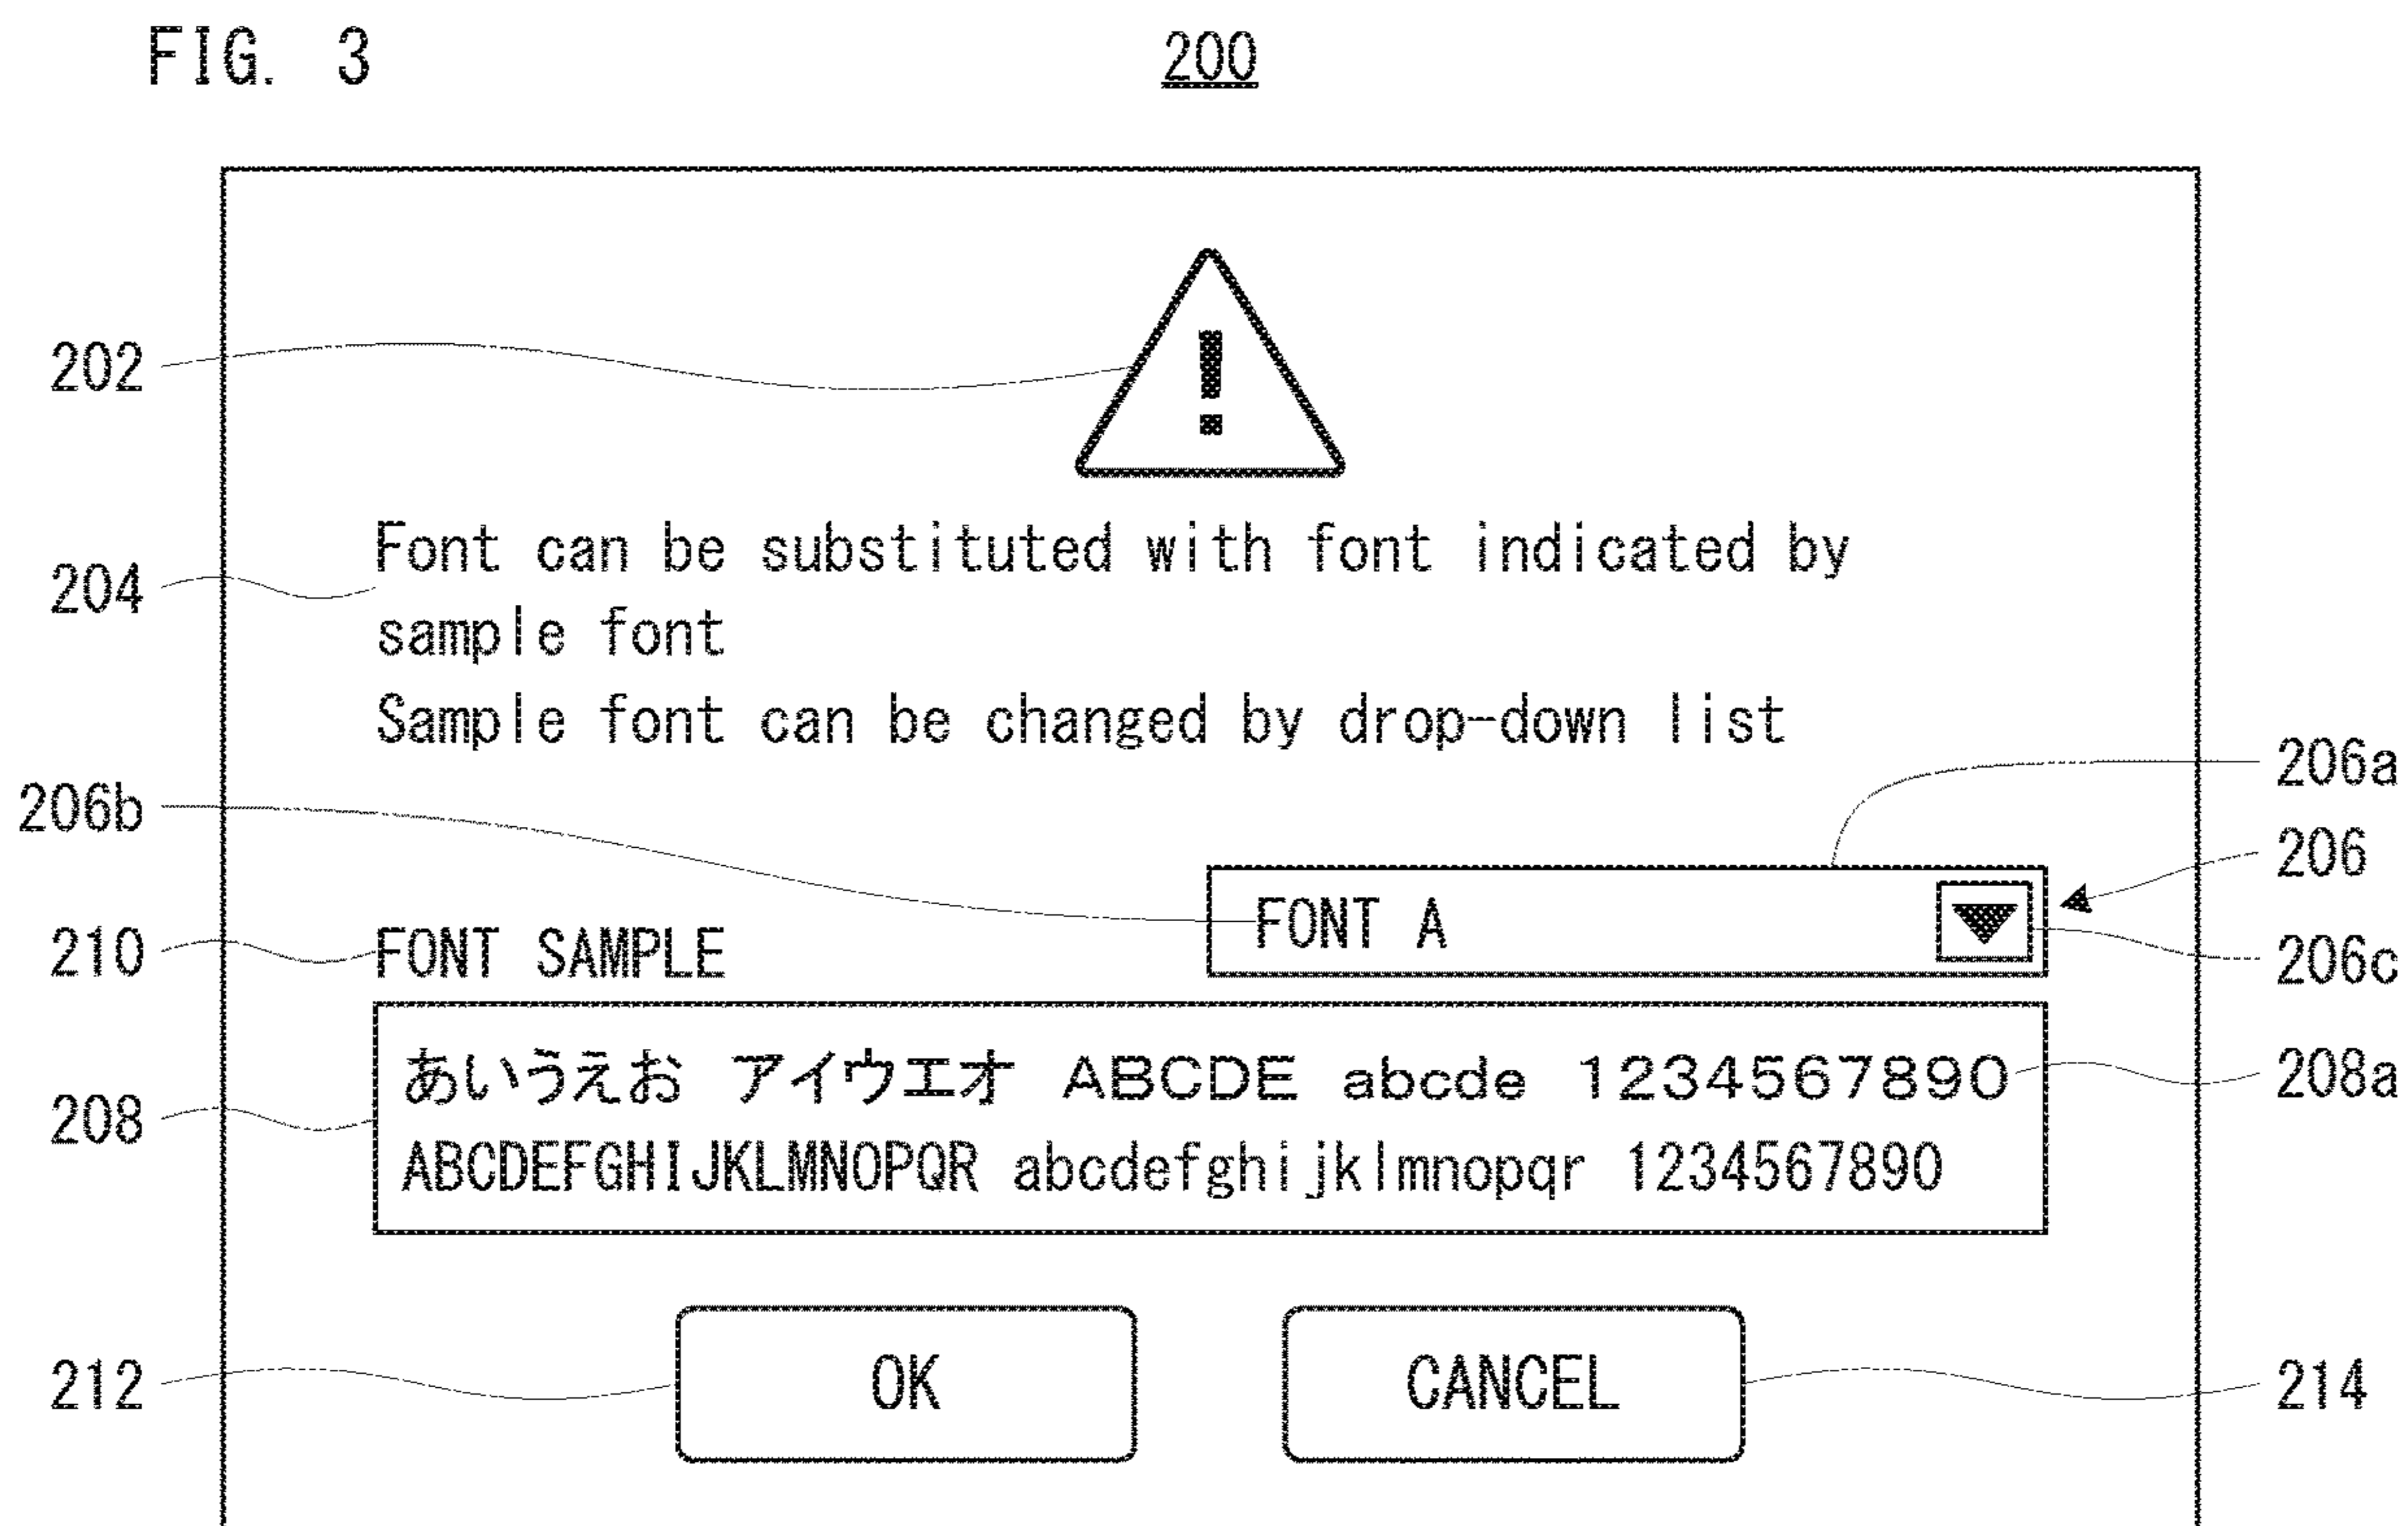 FIG. 3
200
!
202
Font can be substituted with font indicated by
204
sample font
Sample font can be changed by drop-down list
206a
206b
206
FONT A
210
FONT SAMPLE
206c
あいうえお アイウエオ ABCDE abcde 1234567890
208a
208
ABCDEFGHIJKLMNOPQR abcdefghijklmnopqr 1234567890
212
OK
CANCEL
214